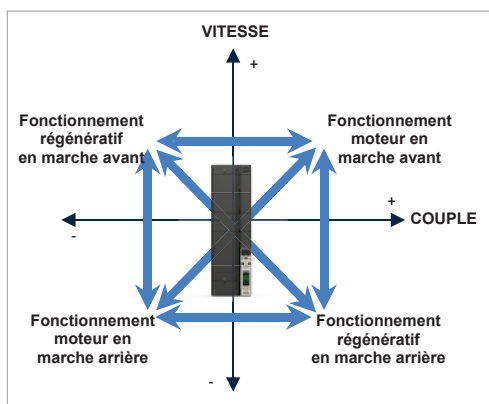 VITESSE
+
Fonctionnement
régénératif
en marche avant
Fonctionnement
moteur en
marche avant
+
COUPLE
-
Fonctionnement
moteur en
marche arrière
Fonctionnement
régénératif
en marche arrière
-